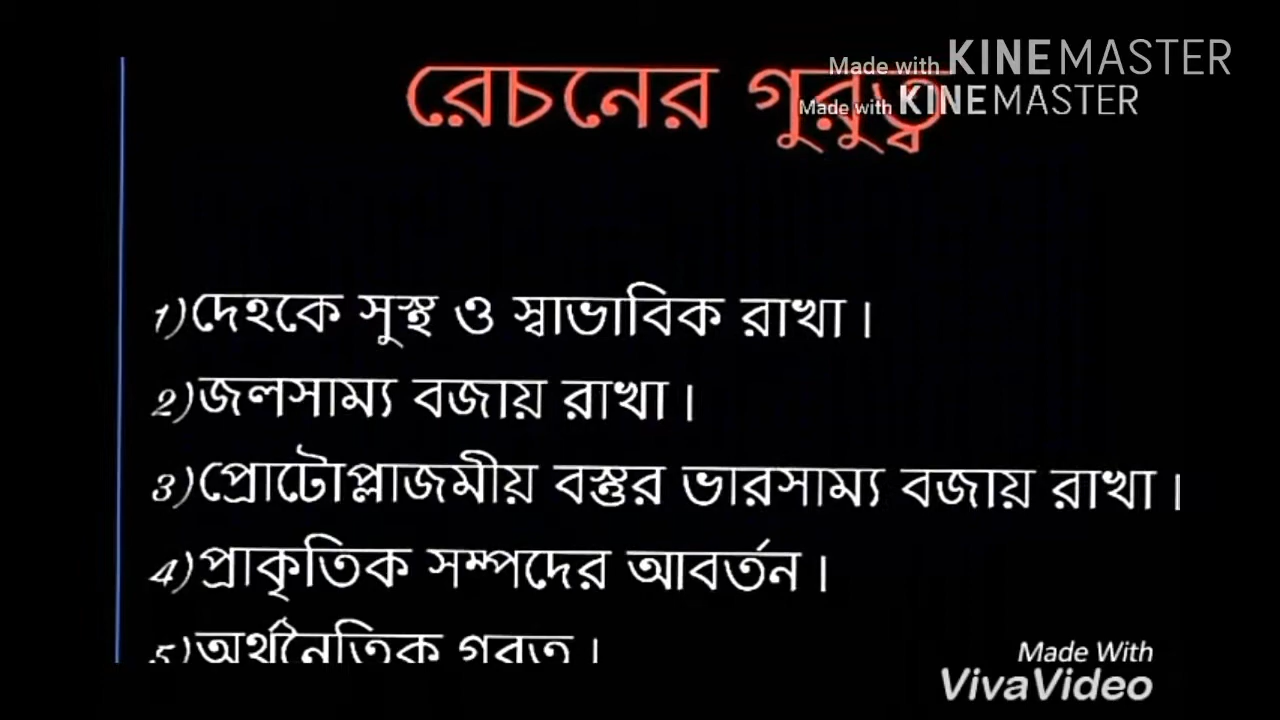 Made with KINEMASTER
Made with KINEMASTER
রেচনের গুরুত্ব
1)দেহকে সুস্থ ও স্বাভাবিক রাখা।
2)জলসাম্য বজায় রাখা।
3)প্রোটোপ্লাজমীয় বস্তুর ভারসাম্য বজায় রাখা।
4)প্রাকৃতিক সম্পদের আবর্তন।
5)অর্থনৈতিক গুরুত্ব।
Made With
VivaVideo